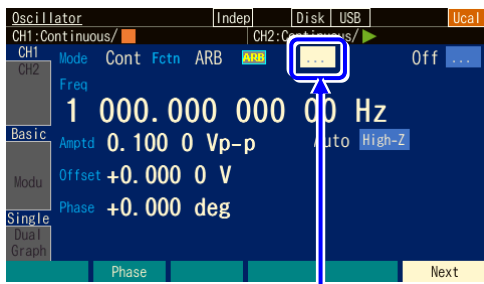 Oscillator Indep Disk USB Ucal
CH1:Continuous/ CH2:Continuous/
CH1 Mode Cont Fctn ARB ARB ... Off ...
CH2
Freq
1 000.000 000 00 Hz
Basic Amptd 0.100 0 Vp-p Auto High-Z
Modu Offset +0.000 0 V
Phase +0.000 deg
Single
Dual
Graph
Phase Next